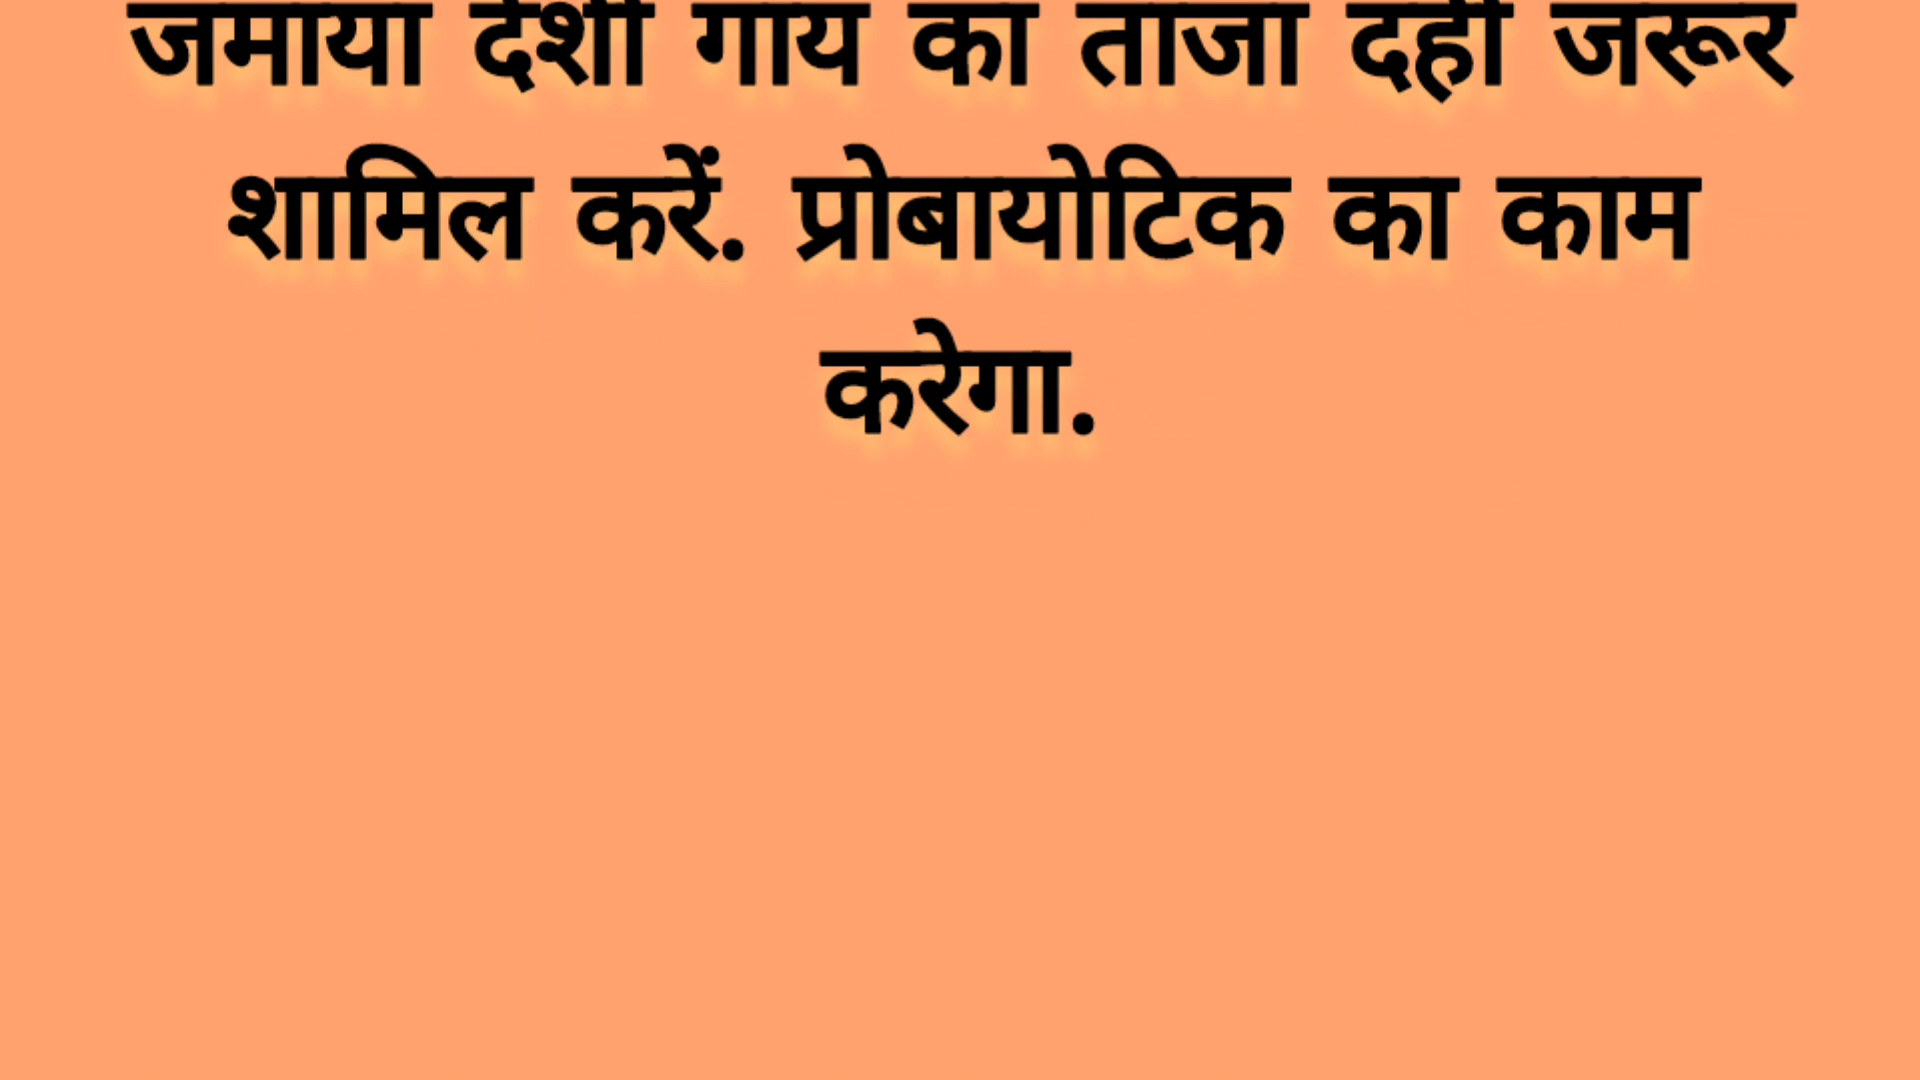 जमाया देशी गाय का ताजा दही जरूर
शामिल करें. प्रोबायोटिक का काम
करेगा.